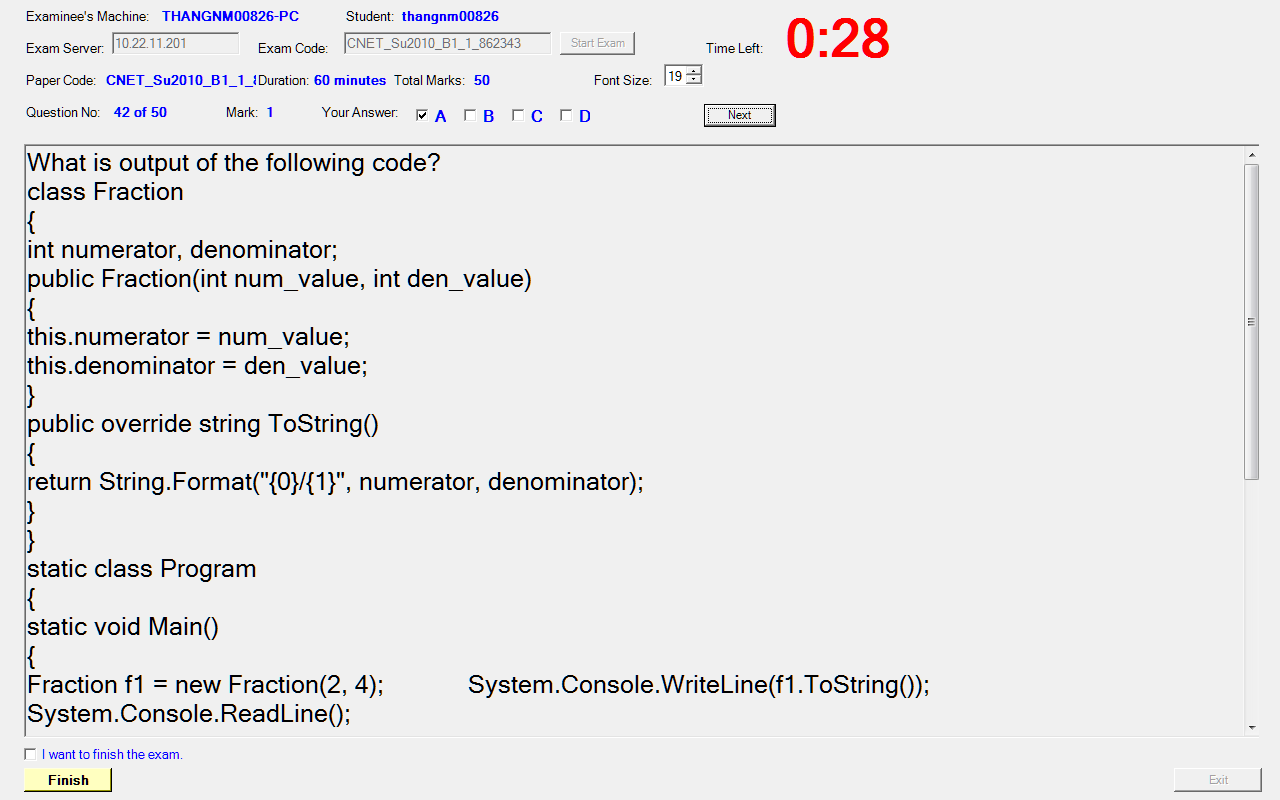 Examinee's Machine: THANGNM00826-PC Student: thangnm00826
Exam Server: 10.22.11.201 Exam Code: CNET_Su2010_B1_1_862343 Start Exam Time Left: 0:28
Paper Code: CNET_Su2010_B1_1_ Duration: 60 minutes Total Marks: 50 Font Size: 19
Question No: 42 of 50 Mark: 1 Your Answer: A B C D Next
What is output of the following code?
class Fraction
{
int numerator, denominator;
public Fraction(int num_value, int den_value)
{
this.numerator = num_value;
this.denominator = den_value;
}
public override string ToString()
{
return String.Format("{0}/{1}", numerator, denominator);
}
}
static class Program
{
static void Main()
{
Fraction f1 = new Fraction(2, 4); System.Console.WriteLine(f1.ToString());
System.Console.ReadLine();
I want to finish the exam.
Finish Exit